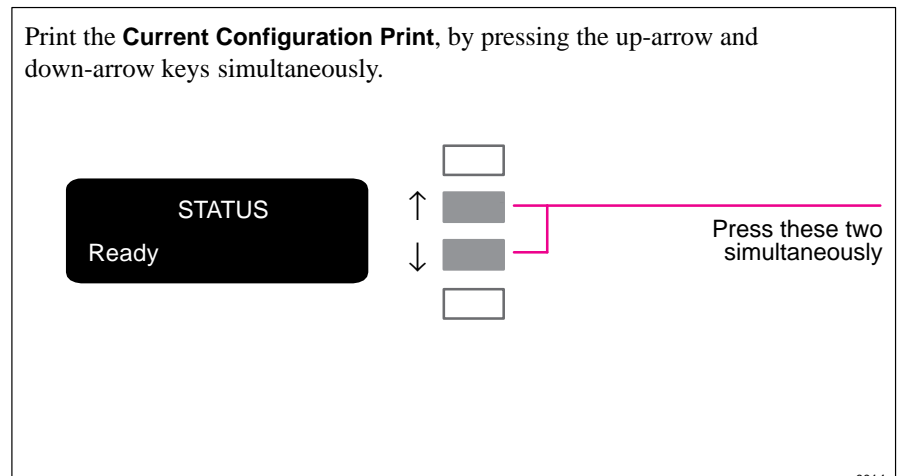 Print the Current Configuration Print, by pressing the up-arrow and
down-arrow keys simultaneously.
STATUS
↑
Ready
↓
Press these two
simultaneously